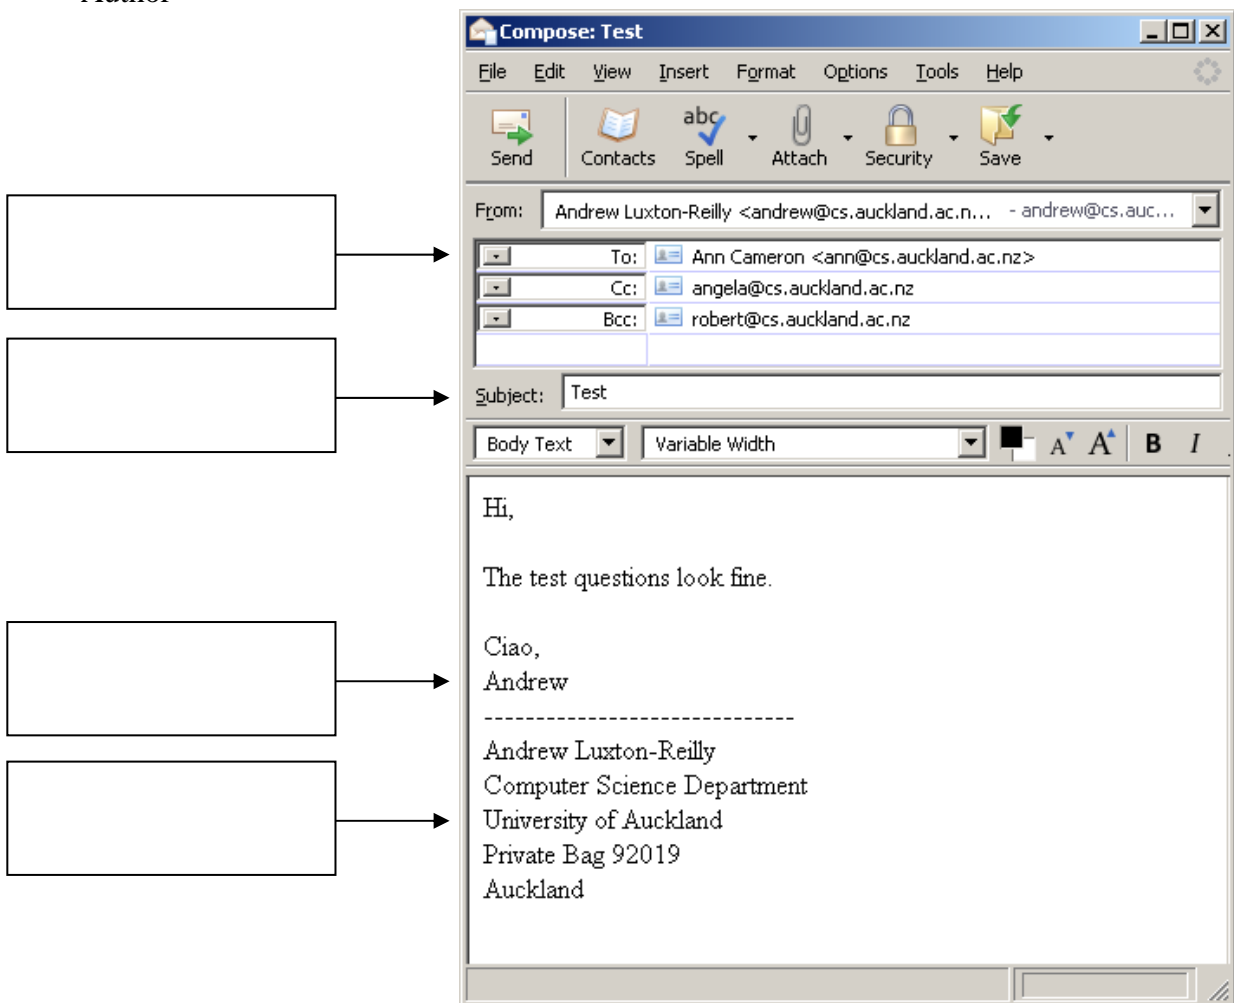 Author
Compose: Test
File Edit View Insert Format Options Tools Help
abc
Send Contacts Spell Attach Security Save
From: Andrew Luxton-Reilly <andrew@cs.auckland.ac.n... - andrew@cs.auc...
To: Ann Cameron <ann@cs.auckland.ac.nz>
Cc: angela@cs.auckland.ac.nz
Bcc: robert@cs.auckland.ac.nz
Subject: Test
Body Text Variable Width A A B I
Hi,
The test questions look fine.
Ciao,
Andrew
------------------------------
Andrew Luxton-Reilly
Computer Science Department
University of Auckland
Private Bag 92019
Auckland